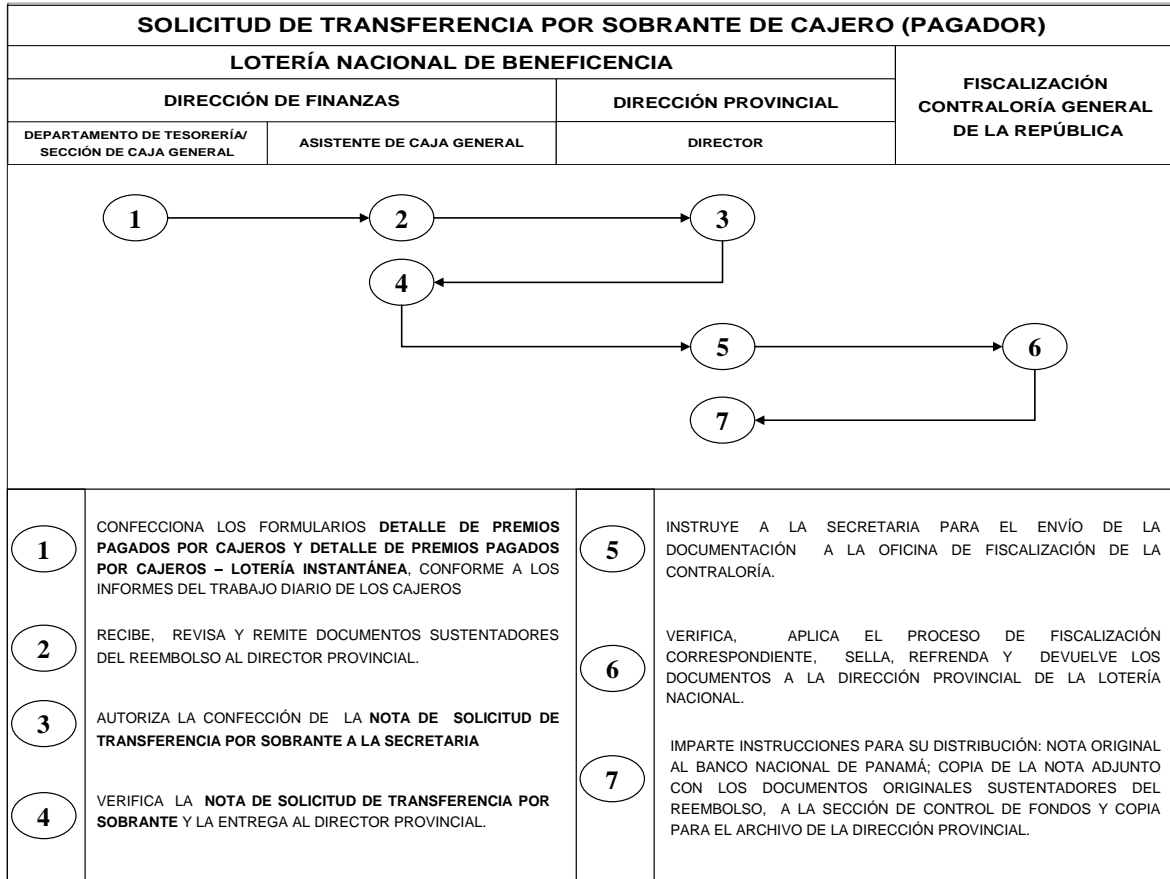 SOLICITUD DE TRANSFERENCIA POR SOBRANTE DE CAJERO (PAGADOR)
LOTERÍA NACIONAL DE BENEFICENCIA
FISCALIZACIÓN
CONTRALORÍA GENERAL
DE LA REPÚBLICA
DIRECCIÓN DE FINANZAS
DIRECCIÓN PROVINCIAL
DEPARTAMENTO DE TESORERÍA/
SECCIÓN DE CAJA GENERAL
ASISTENTE DE CAJA GENERAL
DIRECTOR
1
2
3
4
5
6
7
1
CONFECCIONA LOS FORMULARIOS DETALLE DE PREMIOS
PAGADOS POR CAJEROS Y DETALLE DE PREMIOS PAGADOS
POR CAJEROS – LOTERÍA INSTANTÁNEA, CONFORME A LOS
INFORMES DEL TRABAJO DIARIO DE LOS CAJEROS
2
RECIBE, REVISA Y REMITE DOCUMENTOS SUSTENTADORES
DEL REEMBOLSO AL DIRECTOR PROVINCIAL.
3
AUTORIZA LA CONFECCIÓN DE LA NOTA DE SOLICITUD DE
TRANSFERENCIA POR SOBRANTE A LA SECRETARIA
4
VERIFICA LA NOTA DE SOLICITUD DE TRANSFERENCIA POR
SOBRANTE Y LA ENTREGA AL DIRECTOR PROVINCIAL.
5
INSTRUYE A LA SECRETARIA PARA EL ENVÍO DE LA
DOCUMENTACIÓN A LA OFICINA DE FISCALIZACIÓN DE LA
CONTRALORÍA.
6
VERIFICA, APLICA EL PROCESO DE FISCALIZACIÓN
CORRESPONDIENTE, SELLA, REFRENDA Y DEVUELVE LOS
DOCUMENTOS A LA DIRECCIÓN PROVINCIAL DE LA LOTERÍA
NACIONAL.
7
IMPARTE INSTRUCCIONES PARA SU DISTRIBUCIÓN: NOTA ORIGINAL
AL BANCO NACIONAL DE PANAMÁ; COPIA DE LA NOTA ADJUNTO
CON LOS DOCUMENTOS ORIGINALES SUSTENTADORES DEL
REEMBOLSO, A LA SECCIÓN DE CONTROL DE FONDOS Y COPIA
PARA EL ARCHIVO DE LA DIRECCIÓN PROVINCIAL.